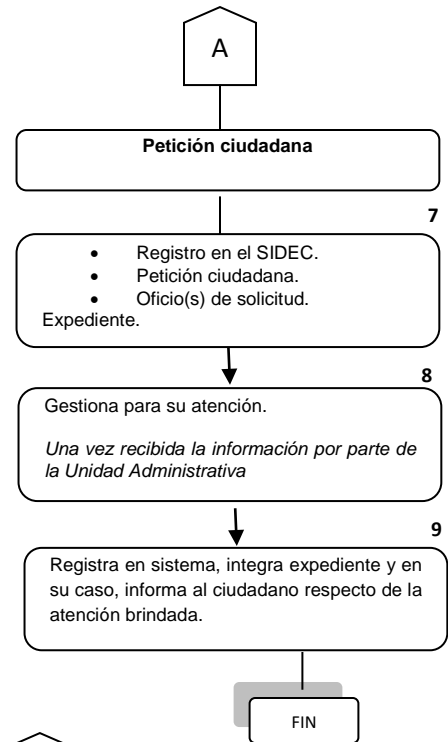 A
Petición ciudadana
7
• Registro en el SIDEC.
• Petición ciudadana.
• Oficio(s) de solicitud.
Expediente.
8
Gestiona para su atención.
Una vez recibida la información por parte de
la Unidad Administrativa
9
Registra en sistema, integra expediente y en
su caso, informa al ciudadano respecto de la
atención brindada.
FIN